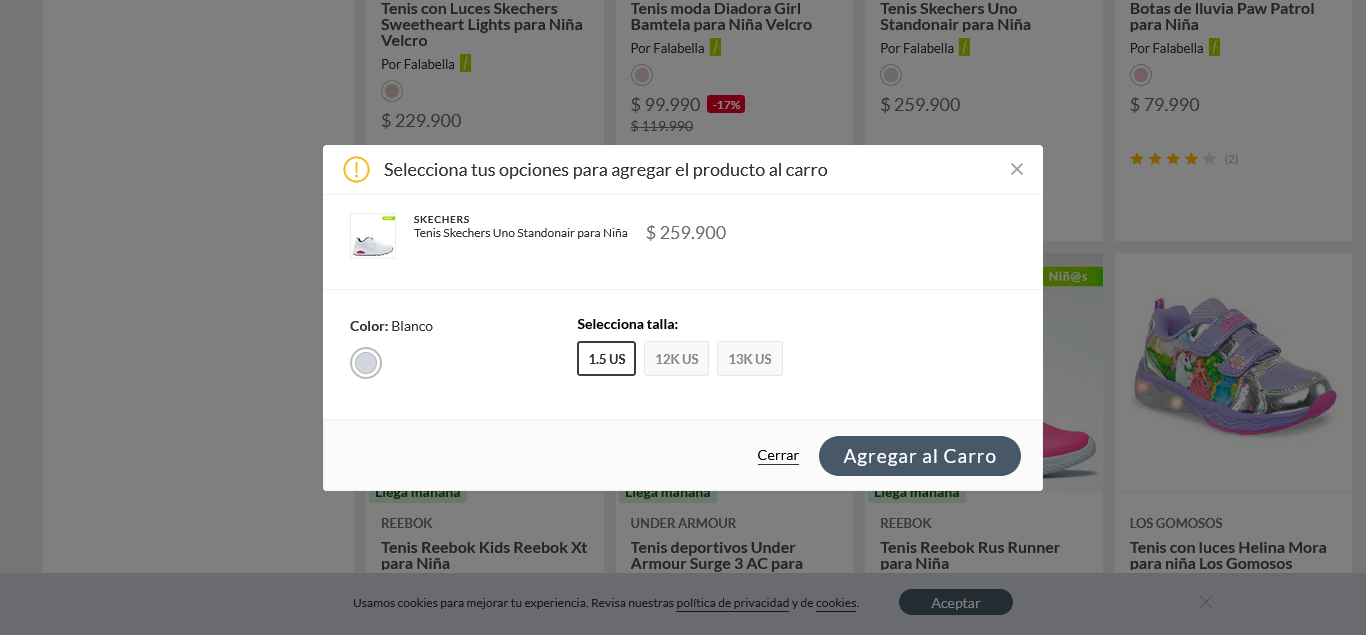 Tenis con Luces Skechers
Sweetheart Lights para Niña
Velcro
Por Falabella
$ 229.900
Tenis moda Diadora Girl
Bamtela para Niña Velcro
Por Falabella
$ 99.990 -17%
$ 119.990
Tenis Skechers Uno
Standonair para Niña
Por Falabella
$ 259.900
Botas de lluvia Paw Patrol
para Niña
Por Falabella
$ 79.990
(2)
Selecciona tus opciones para agregar el producto al carro
SKECHERS
Tenis Skechers Uno Standonair para Niña
$ 259.900
Color: Blanco
Selecciona talla:
1.5 US 12K US 13K US
Cerrar
Agregar al Carro
Niñ@s
Llega mañana
REEBOK
Tenis Reebok Kids Reebok Xt
para Niña
Llega mañana
UNDER ARMOUR
Tenis deportivos Under
Armour Surge 3 AC para
Llega mañana
REEBOK
Tenis Reebok Rus Runner
para Niña
LOS GOMOSOS
Tenis con luces Helina Mora
para niña Los Gomosos
Usamos cookies para mejorar tu experiencia. Revisa nuestras política de privacidad y de cookies.
Aceptar